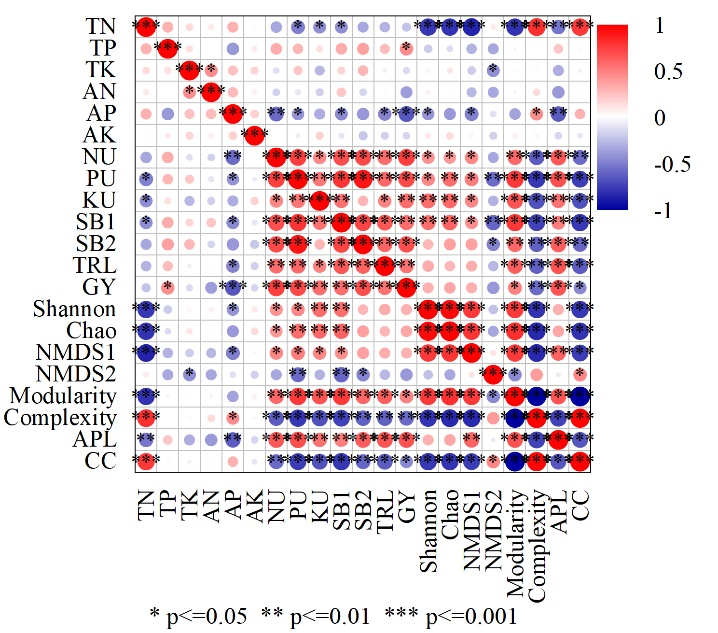 TN
TP
TK
AN
AP
AK
NU
PU
KU
SB1
SB2
TRL
GY
Shannon
Chao
NMDS1
NMDS2
Modularity
Complexity
APL
CC
1
0.5
0
-0.5
-1
TN
TP
TK
AN
AP
AK
NU
PU
KU
SB1
SB2
TRL
GY
Shannon
Chao
NMDS1
NMDS2
Modularity
Complexity
APL
CC
* p<=0.05 ** p<=0.01 *** p<=0.001